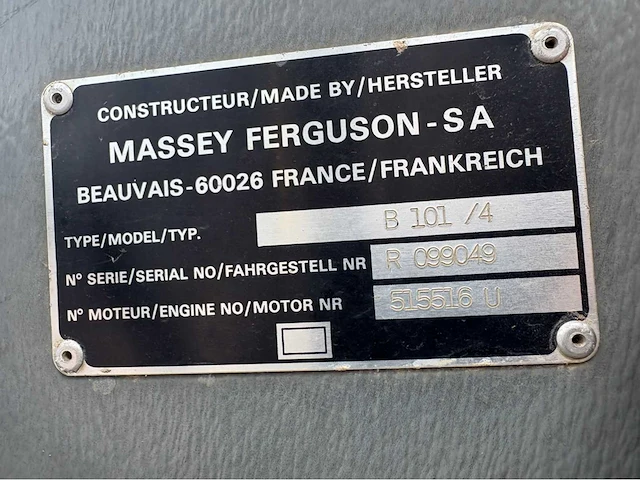 CONSTRUCTEUR/MADE BY/HERSTELLER
MASSEY FERGUSON-SA
BEAUVAIS-60026 FRANCE/FRANKREICH
TYPE/MODEL/TYP. B 101 /4
N° SERIE/SERIAL NO/FAHRGESTELL NR R 099049
N° MOTEUR/ENGINE NO/MOTOR NR 515516 U